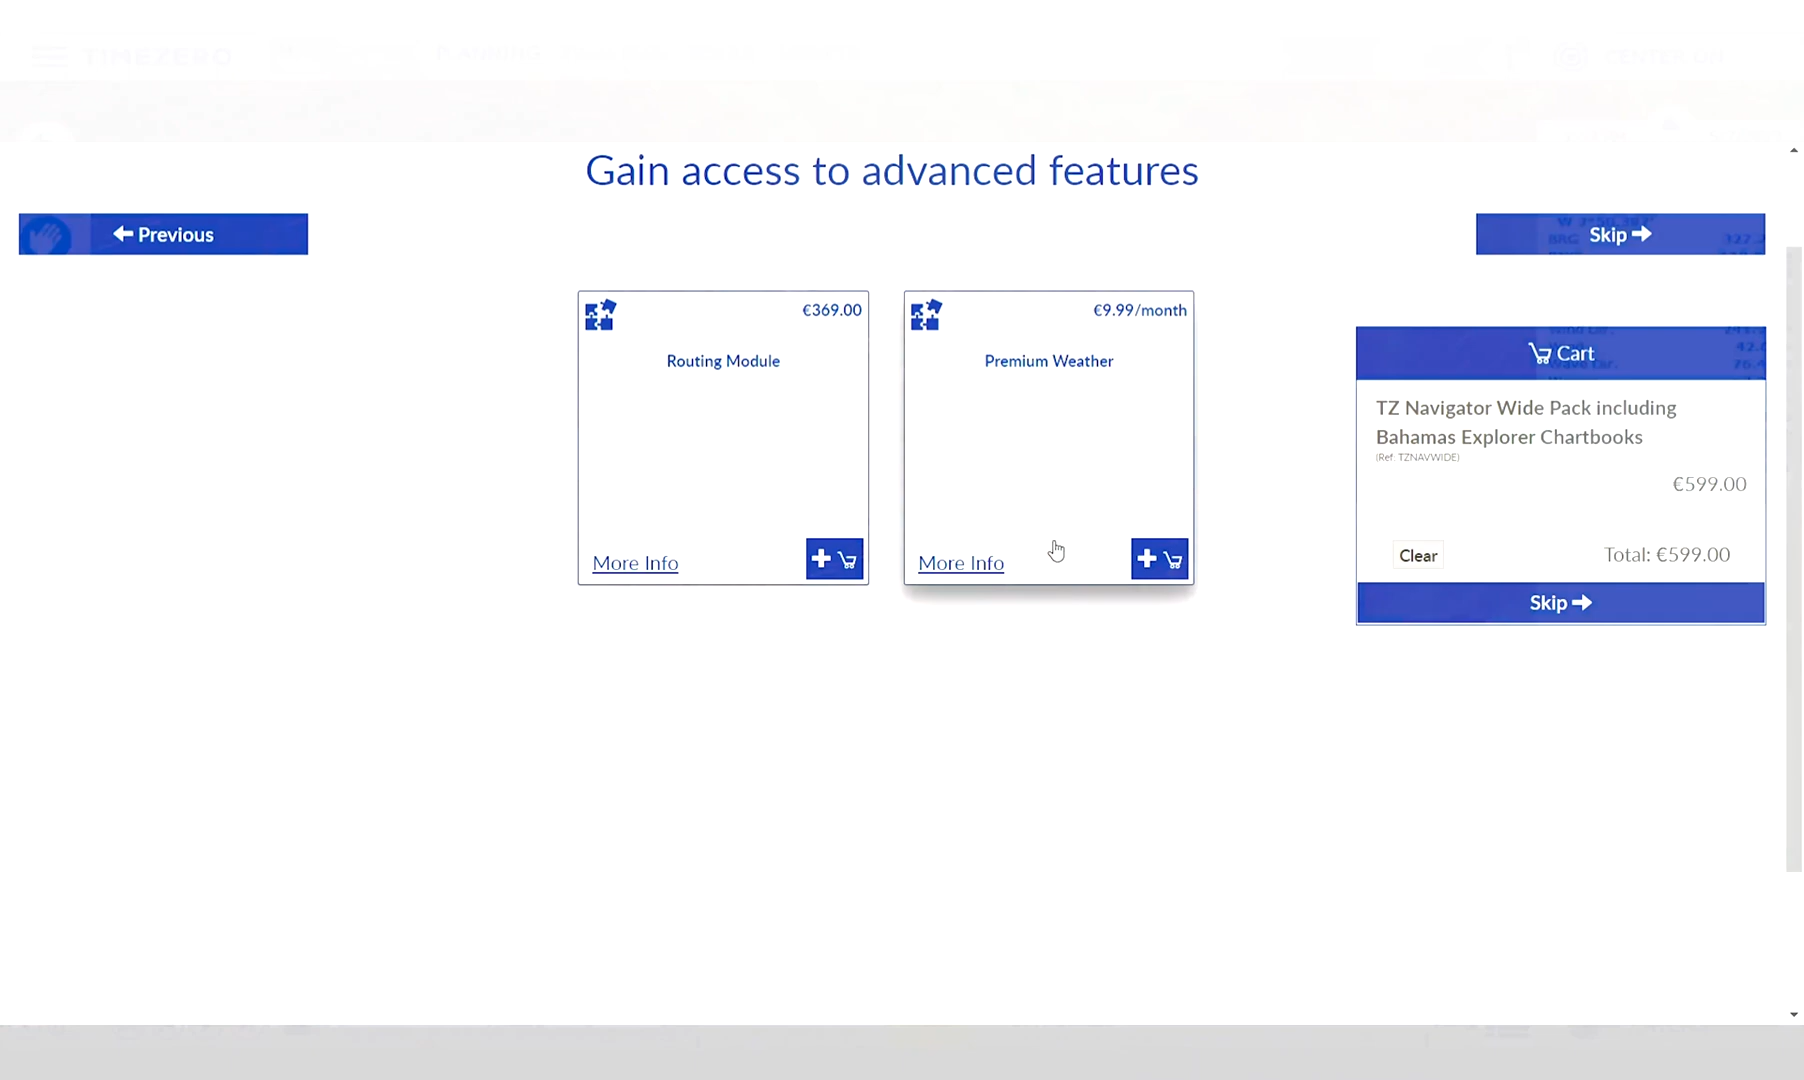 TIMEZERO
PLANNING
Gain access to advanced features
Previous
Skip
€369.00
Routing Module
More Info
€9.99/month
Premium Weather
More Info
Cart
TZ Navigator Wide Pack including
Bahamas Explorer Chartbooks
(Ref: TZNAVWIDE)
€599.00
Clear
Total: €599.00
Skip